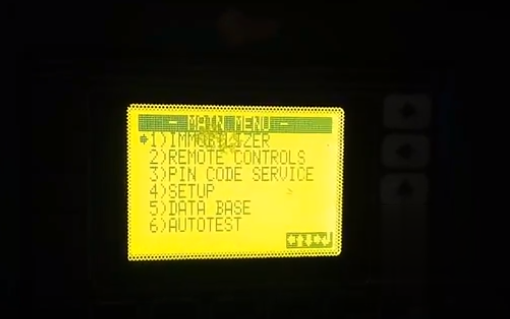 - MAIN MENU -
1)IMMOBILIZER
2)REMOTE CONTROLS
3)PIN CODE SERVICE
4)SETUP
5)DATA BASE
6)AUTOTEST